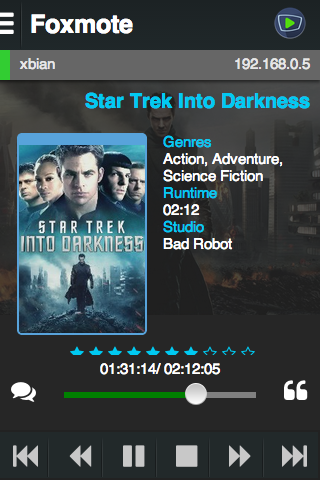 Foxmote
xbian 192.168.0.5
Star Trek Into Darkness
Genres
Action, Adventure,
Science Fiction
Runtime
02:12
Studio
Bad Robot
STAR TREK
INTO DARKNESS
01:31:14/ 02:12:05